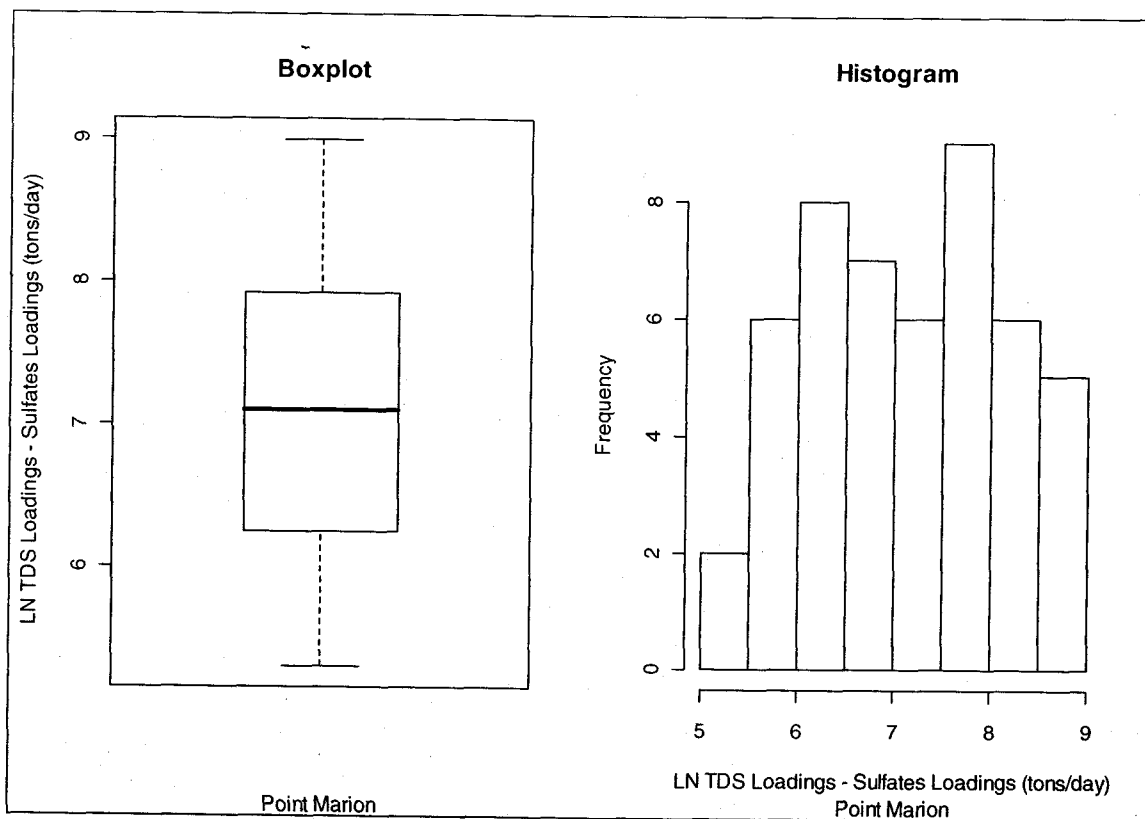 Boxplot
LN TDS Loadings - Sulfates Loadings (tons/day)
9
8
7
6
Point Marion
Histogram
Frequency
8
6
4
2
0
5 6 7 8 9
LN TDS Loadings - Sulfates Loadings (tons/day)
Point Marion